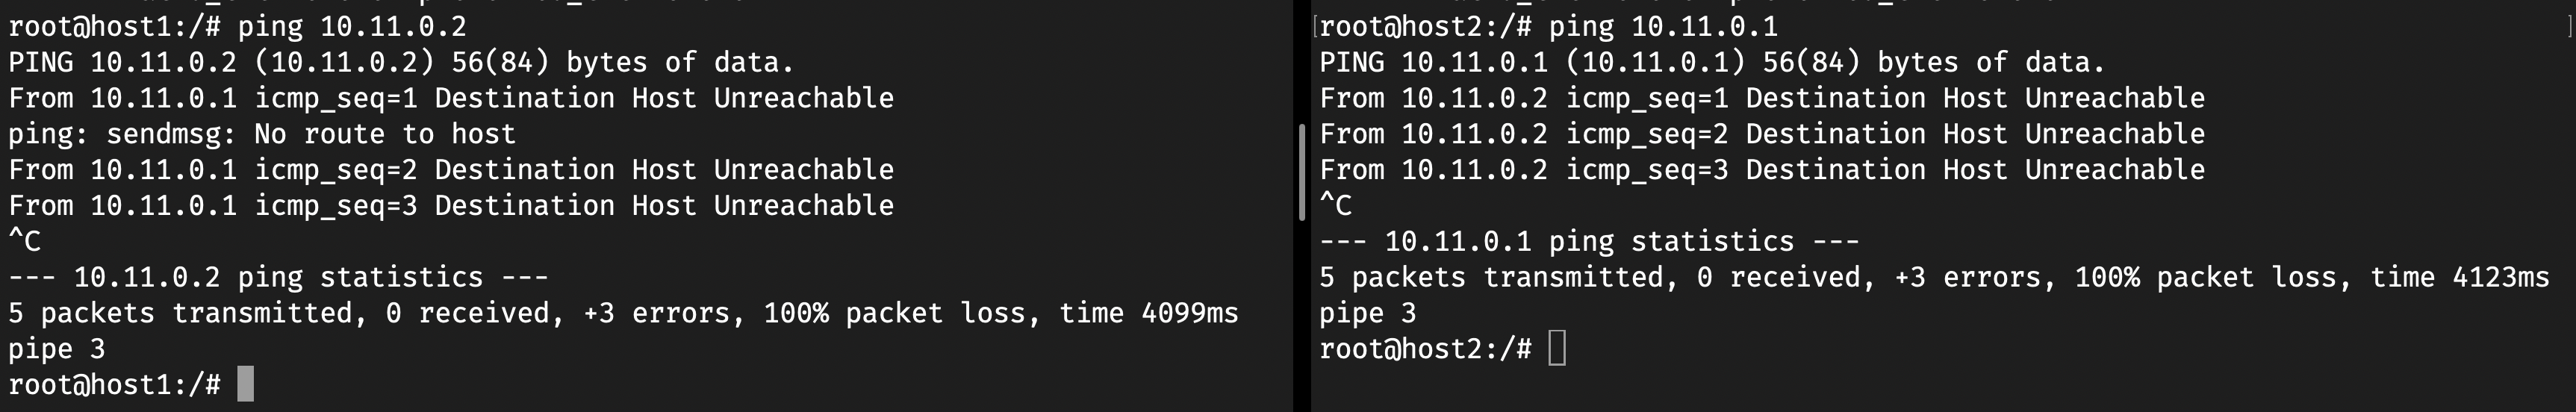 root@host1:/# ping 10.11.0.2
PING 10.11.0.2 (10.11.0.2) 56(84) bytes of data.
From 10.11.0.1 icmp_seq=1 Destination Host Unreachable
ping: sendmsg: No route to host
From 10.11.0.1 icmp_seq=2 Destination Host Unreachable
From 10.11.0.1 icmp_seq=3 Destination Host Unreachable
^C
--- 10.11.0.2 ping statistics ---
5 packets transmitted, 0 received, +3 errors, 100% packet loss, time 4099ms
pipe 3
root@host1:/#
[root@host2:/# ping 10.11.0.1 ]
PING 10.11.0.1 (10.11.0.1) 56(84) bytes of data.
From 10.11.0.2 icmp_seq=1 Destination Host Unreachable
From 10.11.0.2 icmp_seq=2 Destination Host Unreachable
From 10.11.0.2 icmp_seq=3 Destination Host Unreachable
^C
--- 10.11.0.1 ping statistics ---
5 packets transmitted, 0 received, +3 errors, 100% packet loss, time 4123ms
pipe 3
root@host2:/#